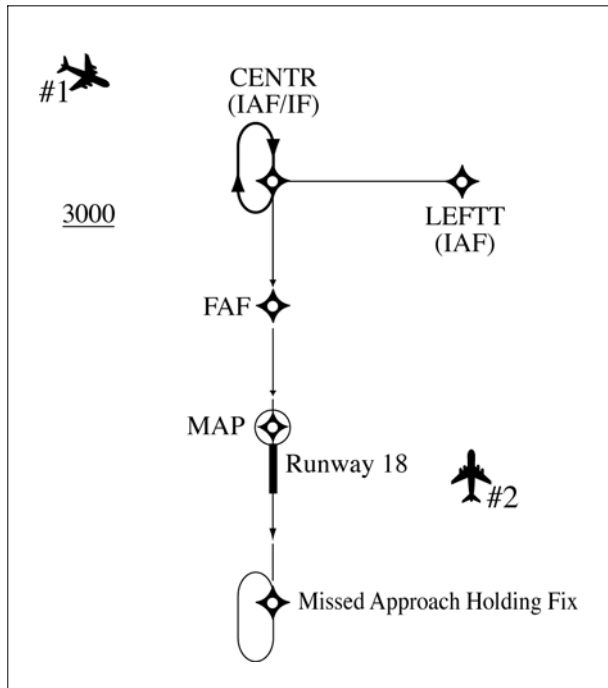 #1
CENTR
(IAF/IF)
3000
LEFTT
(IAF)
FAF
MAP
Runway 18
#2
Missed Approach Holding Fix